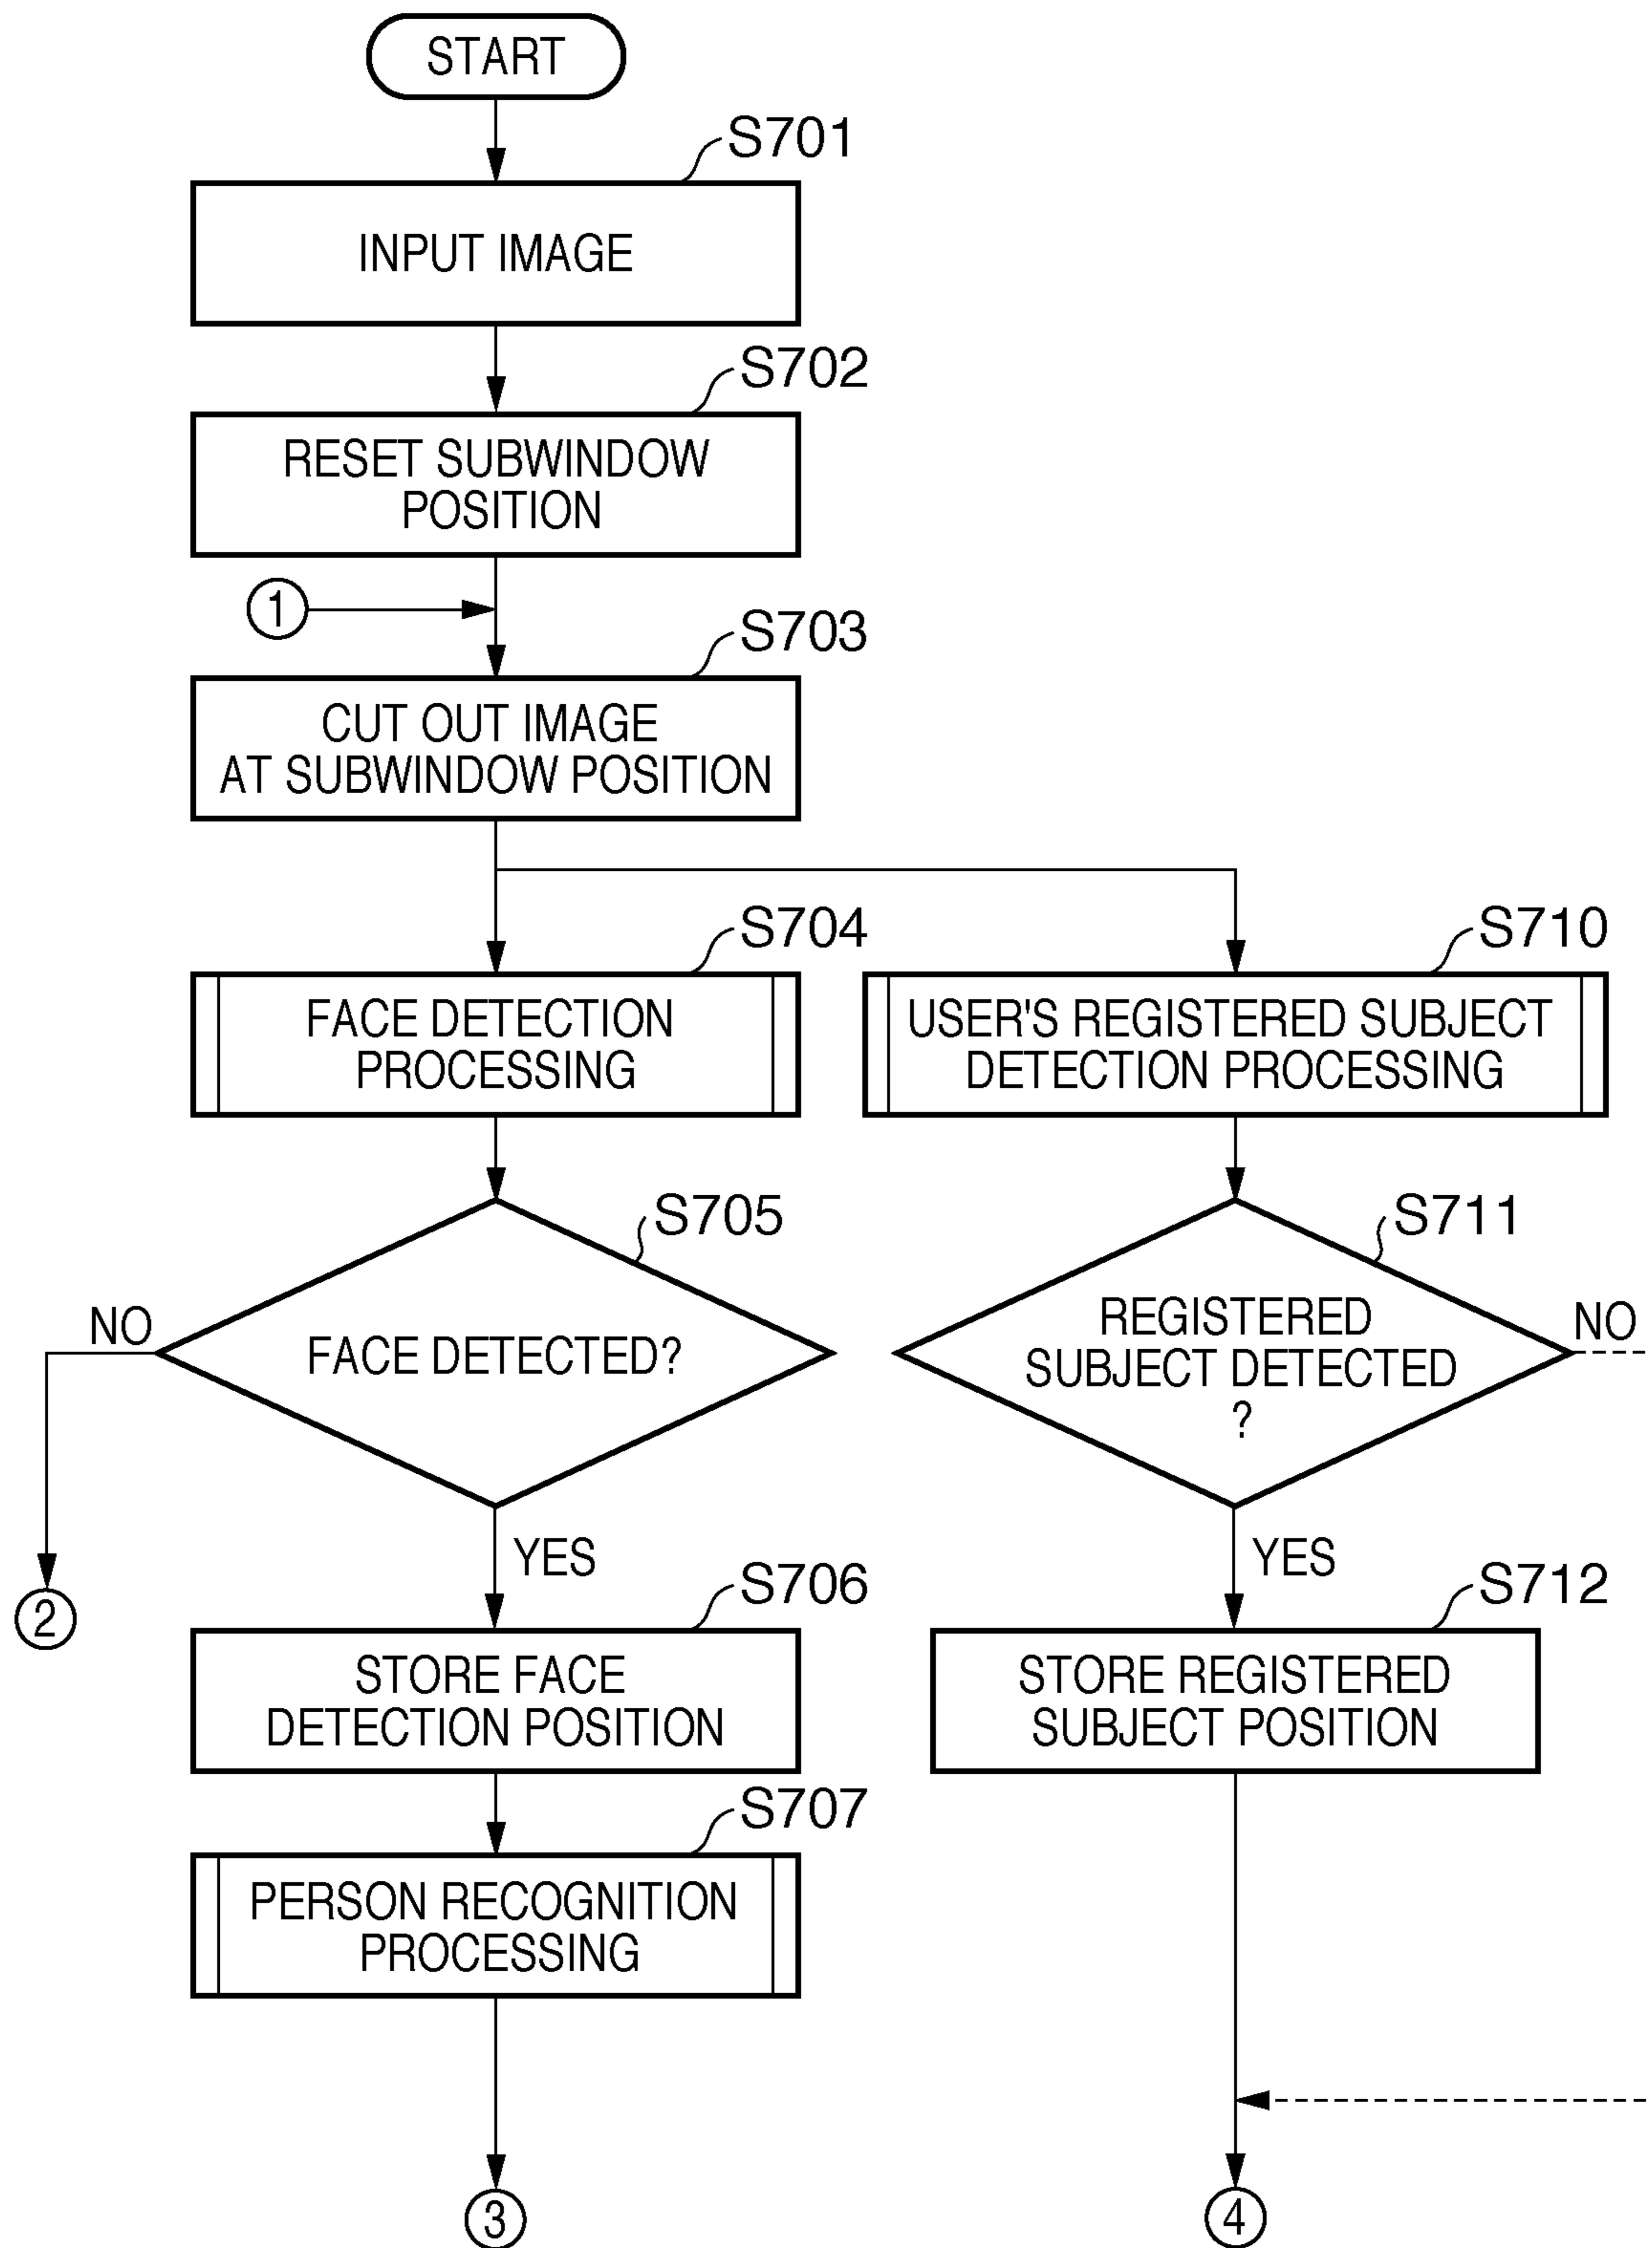 START
S701
INPUT IMAGE
S702
RESET SUBWINDOW
POSITION
1
S703
CUT OUT IMAGE
AT SUBWINDOW POSITION
S704
FACE DETECTION
PROCESSING
S710
USER'S REGISTERED SUBJECT
DETECTION PROCESSING
S705
FACE DETECTED?
NO
YES
2
S711
REGISTERED
SUBJECT DETECTED
?
NO
YES
S706
STORE FACE
DETECTION POSITION
S712
STORE REGISTERED
SUBJECT POSITION
S707
PERSON RECOGNITION
PROCESSING
3
4